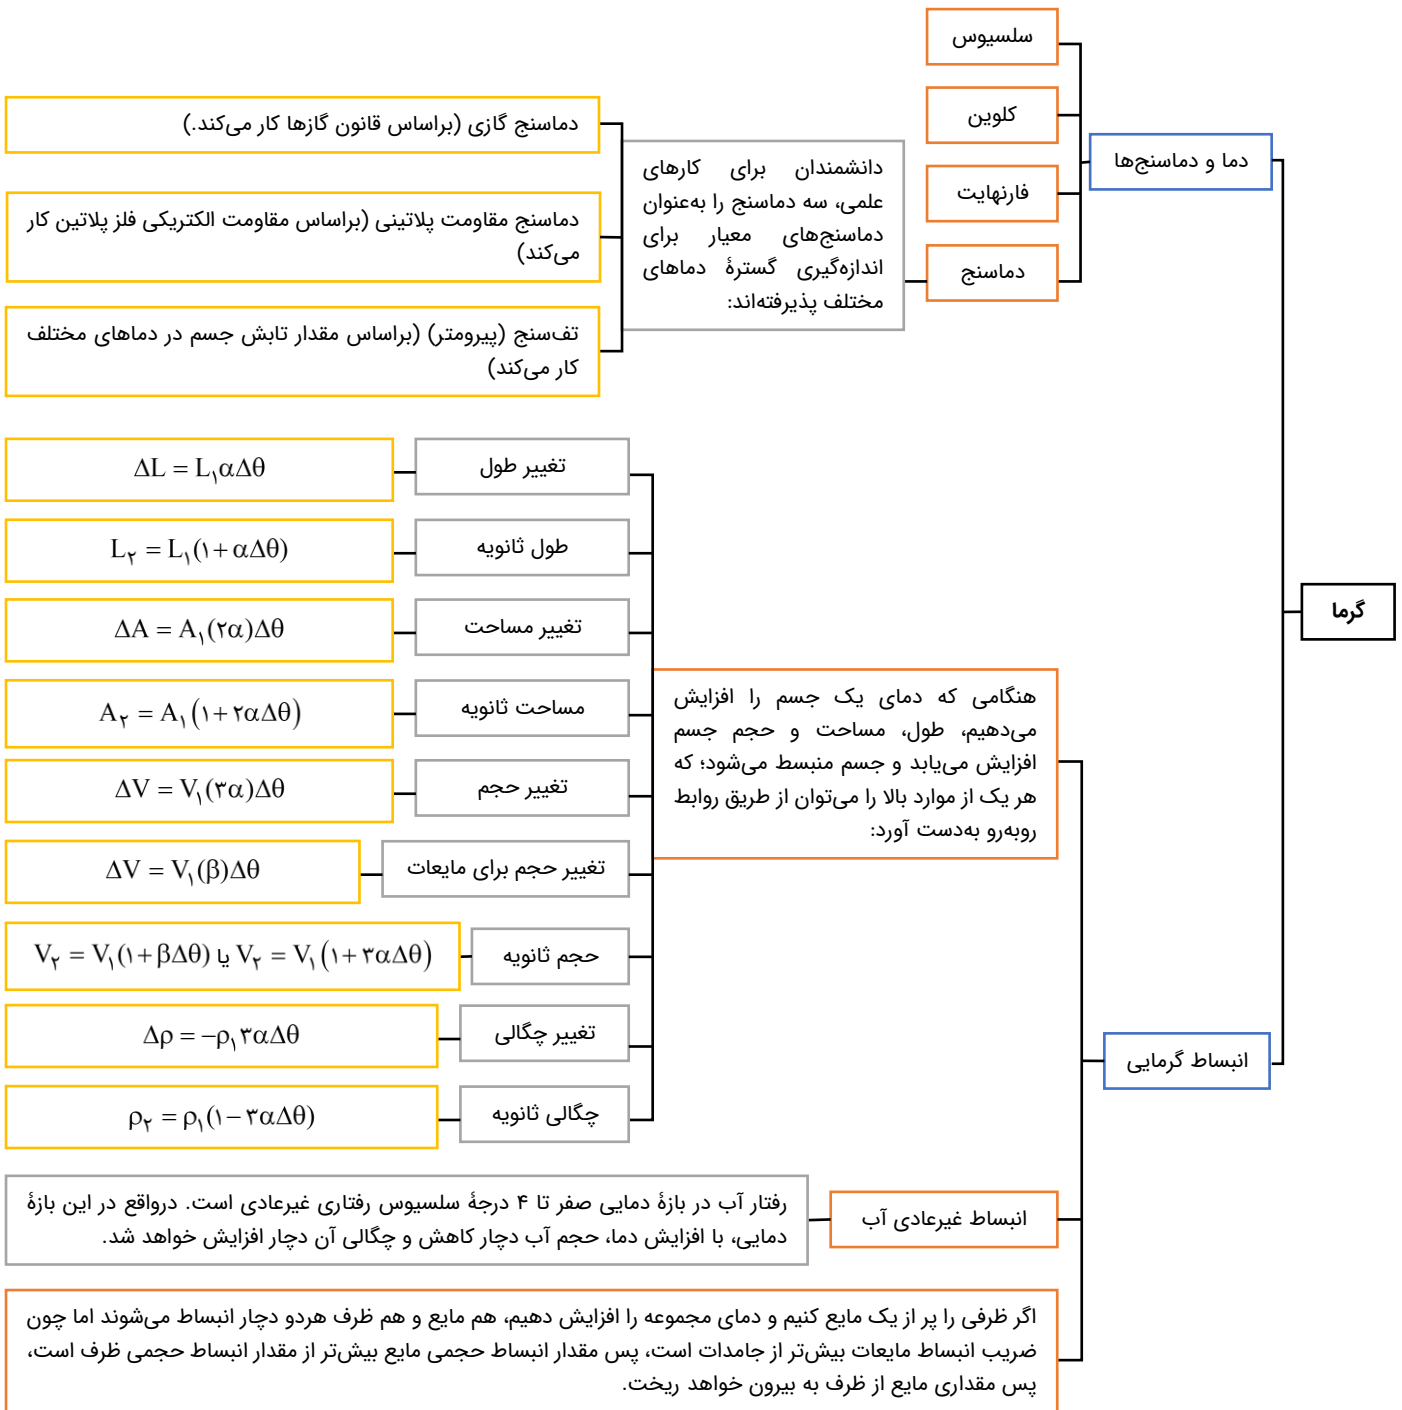 گرما
دما و دماسنج‌ها
سلسیوس
کلوین
فارنهایت
دماسنج
دانشمندان برای کارهای
علمی، سه دماسنج را به‌عنوان
دماسنج‌های معیار برای
اندازه‌گیری گسترهٔ دماهای
مختلف پذیرفته‌اند:
دماسنج گازی (براساس قانون گازها کار می‌کند.)
دماسنج مقاومت پلاتینی (براساس مقاومت الکتریکی فلز پلاتین کار
می‌کند)
تف‌سنج (پیرومتر) (براساس مقدار تابش جسم در دماهای مختلف
کار می‌کند)
انبساط گرمایی
هنگامی که دمای یک جسم را افزایش
می‌دهیم، طول، مساحت و حجم جسم
افزایش می‌یابد و جسم منبسط می‌شود؛ که
هر یک از موارد بالا را می‌توان از طریق روابط
روبه‌رو به‌دست آورد:
تغییر طول
ΔL = L₁αΔθ
طول ثانویه
L₂ = L₁(۱+αΔθ)
تغییر مساحت
ΔA = A₁(۲α)Δθ
مساحت ثانویه
A₂ = A₁(۱+۲αΔθ)
تغییر حجم
ΔV = V₁(۳α)Δθ
تغییر حجم برای مایعات
ΔV = V₁(β)Δθ
حجم ثانویه
V₂ = V₁(۱+۳αΔθ) یا V₂ = V₁(۱+βΔθ)
تغییر چگالی
Δρ = −ρ₁۳αΔθ
چگالی ثانویه
ρ₂ = ρ₁(۱−۳αΔθ)
انبساط غیرعادی آب
رفتار آب در بازهٔ دمایی صفر تا ۴ درجهٔ سلسیوس رفتاری غیرعادی است. درواقع در این بازهٔ
دمایی، با افزایش دما، حجم آب دچار کاهش و چگالی آن دچار افزایش خواهد شد.
اگر ظرفی را پر از یک مایع کنیم و دمای مجموعه را افزایش دهیم، هم مایع و هم ظرف هردو دچار انبساط می‌شوند اما چون
ضریب انبساط مایعات بیش‌تر از جامدات است، پس مقدار انبساط حجمی مایع بیش‌تر از مقدار انبساط حجمی ظرف است،
پس مقداری مایع از ظرف به بیرون خواهد ریخت.